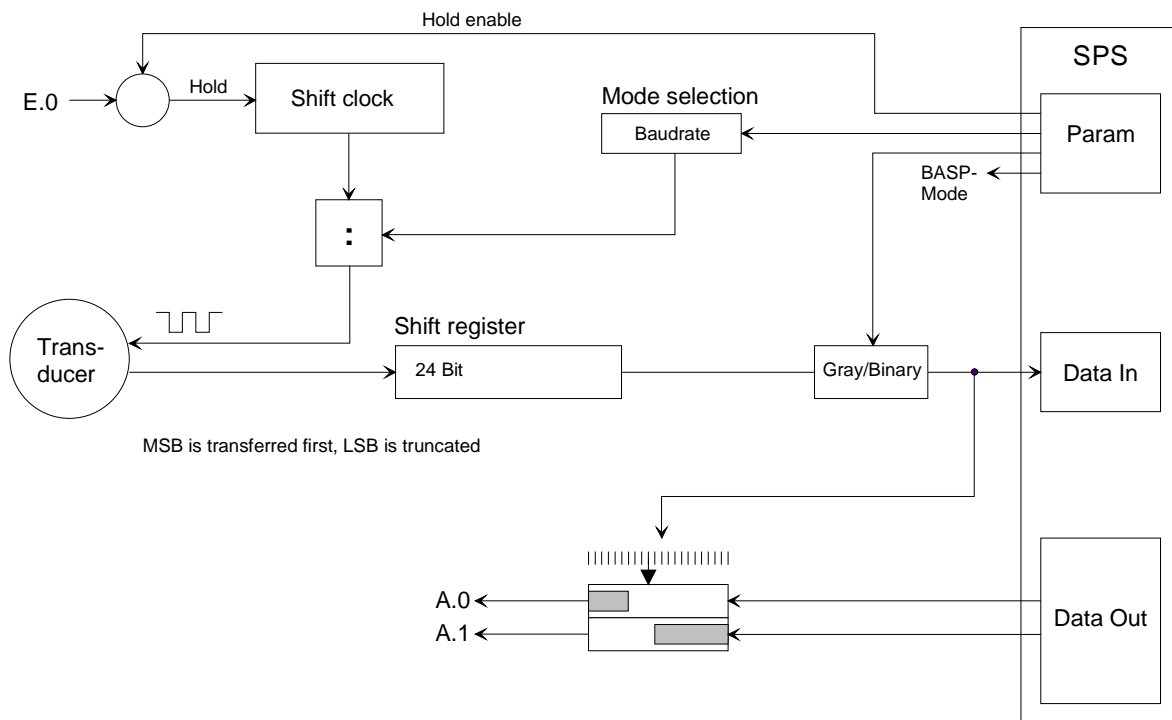 Hold enable
SPS
E.0
Hold
Shift clock
Mode selection
Baudrate
Param
BASP-
Mode
:
Trans-
ducer
Shift register
24 Bit
Gray/Binary
Data In
MSB is transferred first, LSB is truncated
A.0
A.1
Data Out